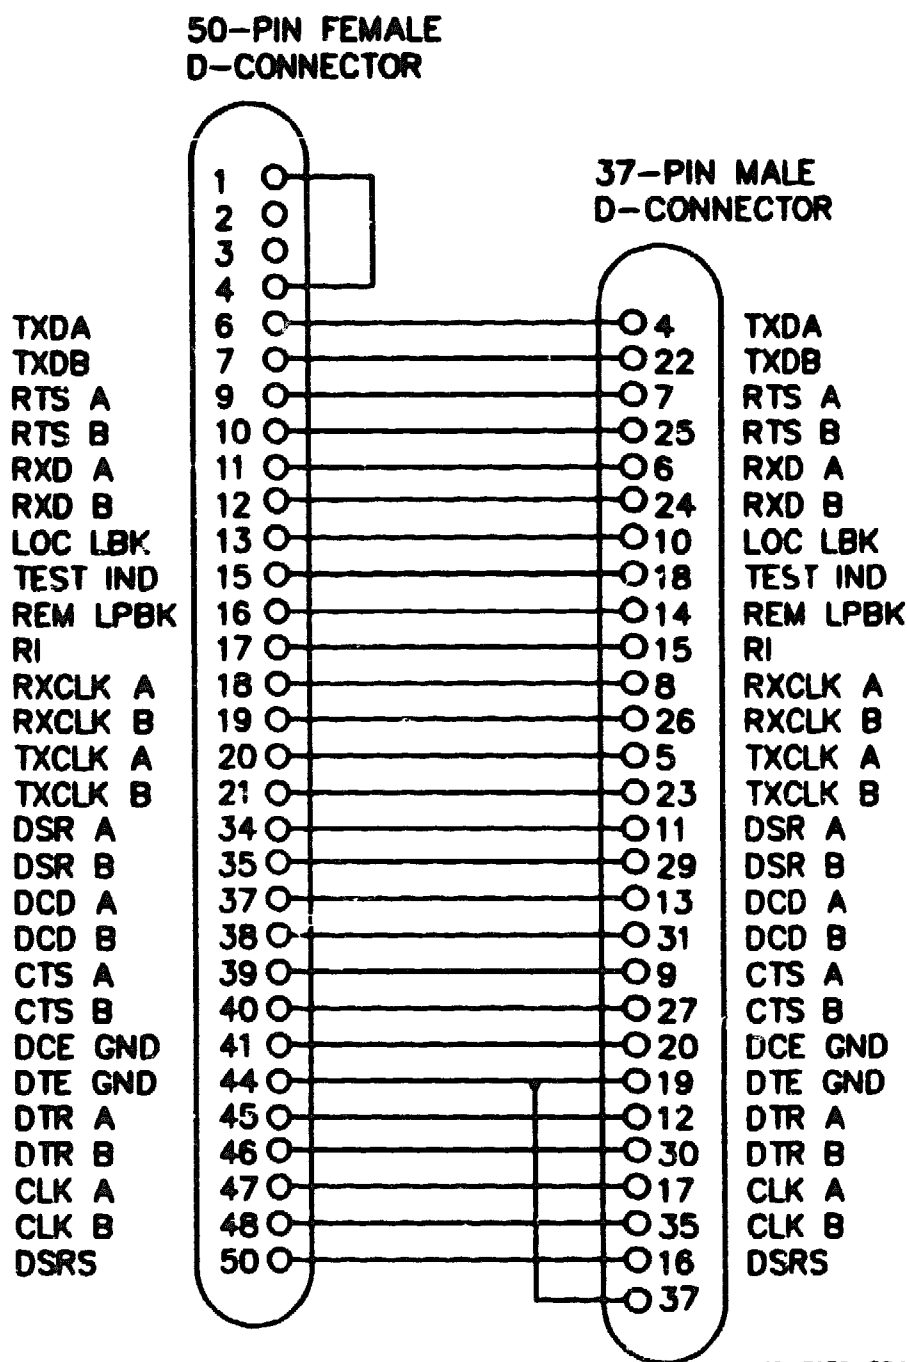 50-PIN FEMALE
D-CONNECTOR
37-PIN MALE
D-CONNECTOR
1
2
3
4
TXDA 6 4 TXDA
TXDB 7 22 TXDB
RTS A 9 7 RTS A
RTS B 10 25 RTS B
RXD A 11 6 RXD A
RXD B 12 24 RXD B
LOC LBK 13 10 LOC LBK
TEST IND 15 18 TEST IND
REM LPBK 16 14 REM LPBK
RI 17 15 RI
RXCLK A 18 8 RXCLK A
RXCLK B 19 26 RXCLK B
TXCLK A 20 5 TXCLK A
TXCLK B 21 23 TXCLK B
DSR A 34 11 DSR A
DSR B 35 29 DSR B
DCD A 37 13 DCD A
DCD B 38 31 DCD B
CTS A 39 9 CTS A
CTS B 40 27 CTS B
DCE GND 41 20 DCE GND
DTE GND 44 19 DTE GND
DTR A 45 12 DTR A
DTR B 46 30 DTR B
CLK A 47 17 CLK A
CLK B 48 35 CLK B
DSRS 50 16 DSRS
37